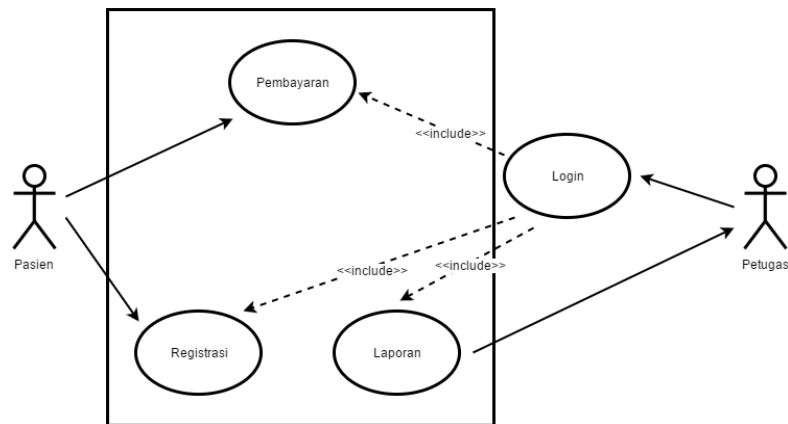 Pembayaran
<<include>>
Login
Pasien
Petugas
<<include>>
<<include>>
Registrasi
Laporan